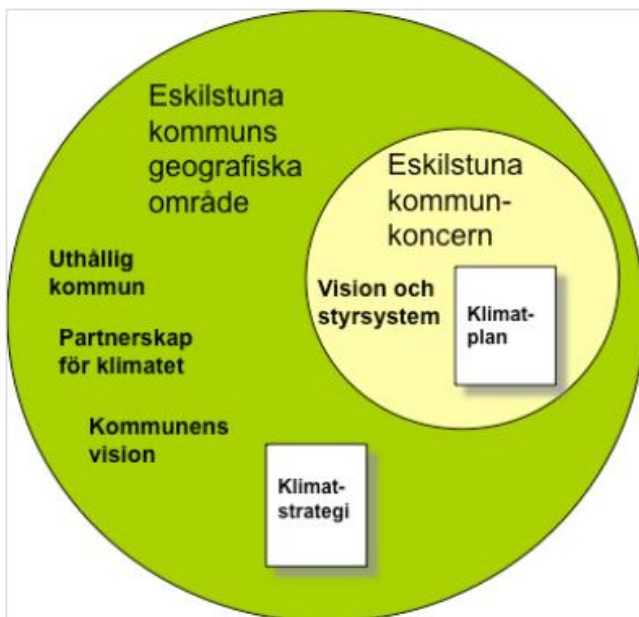 Eskilstuna
kommuns
geografiska
område
Eskilstuna
kommun-
koncern
Uthållig
kommun
Vision och
styrsystem
Klimat-
plan
Partnerskap
för klimatet
Kommunens
vision
Klimat-
strategi